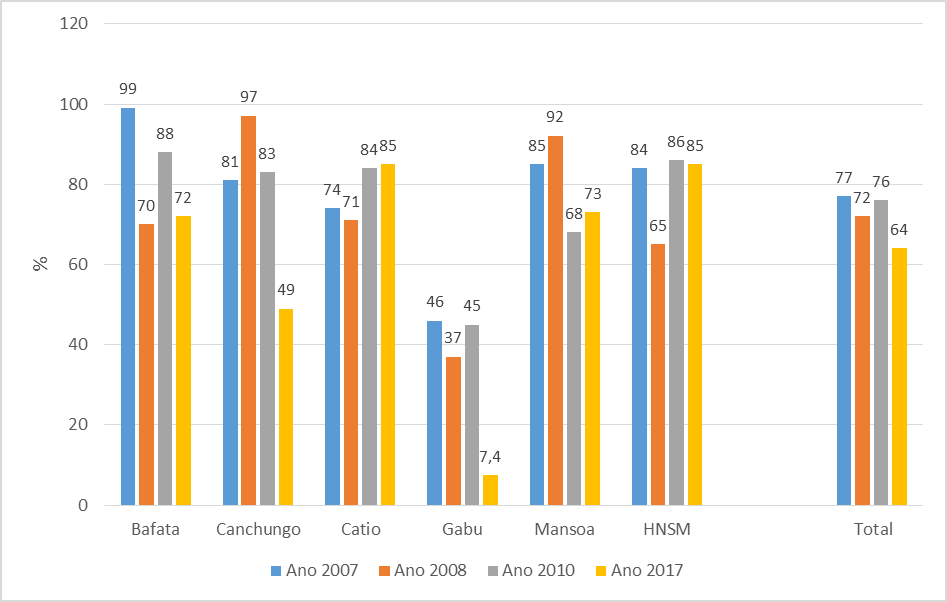 120
100
80
60
40
20
0
%
99 70 88 72
81 97 83 49
74 71 84 85
46 37 45 7,4
85 92 68 73
84 65 86 85
77 72 76 64
Bafata Canchungo Catio Gabu Mansoa HNSM Total
Ano 2007 Ano 2008 Ano 2010 Ano 2017